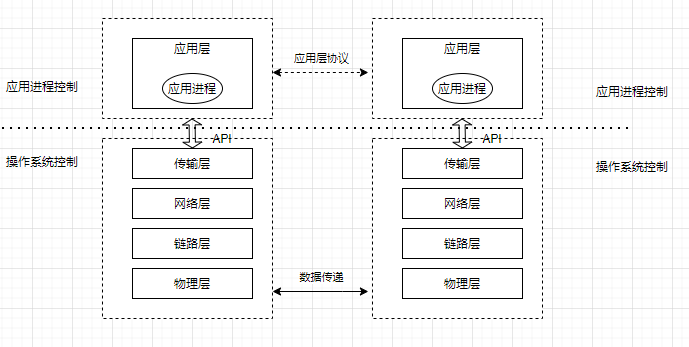 应用层
应用层
应用层协议
应用进程
应用进程
应用进程控制
应用进程控制
API
API
操作系统控制
传输层
传输层
操作系统控制
网络层
网络层
链路层
链路层
数据传递
物理层
物理层